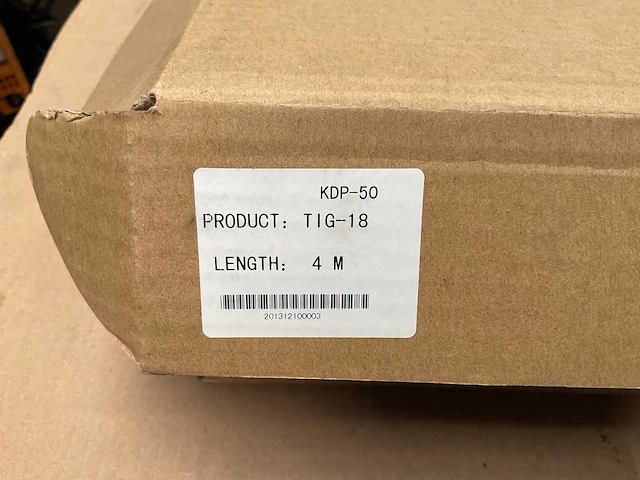 KDP-50
PRODUCT: TIG-18
LENGTH: 4 M
201312100003